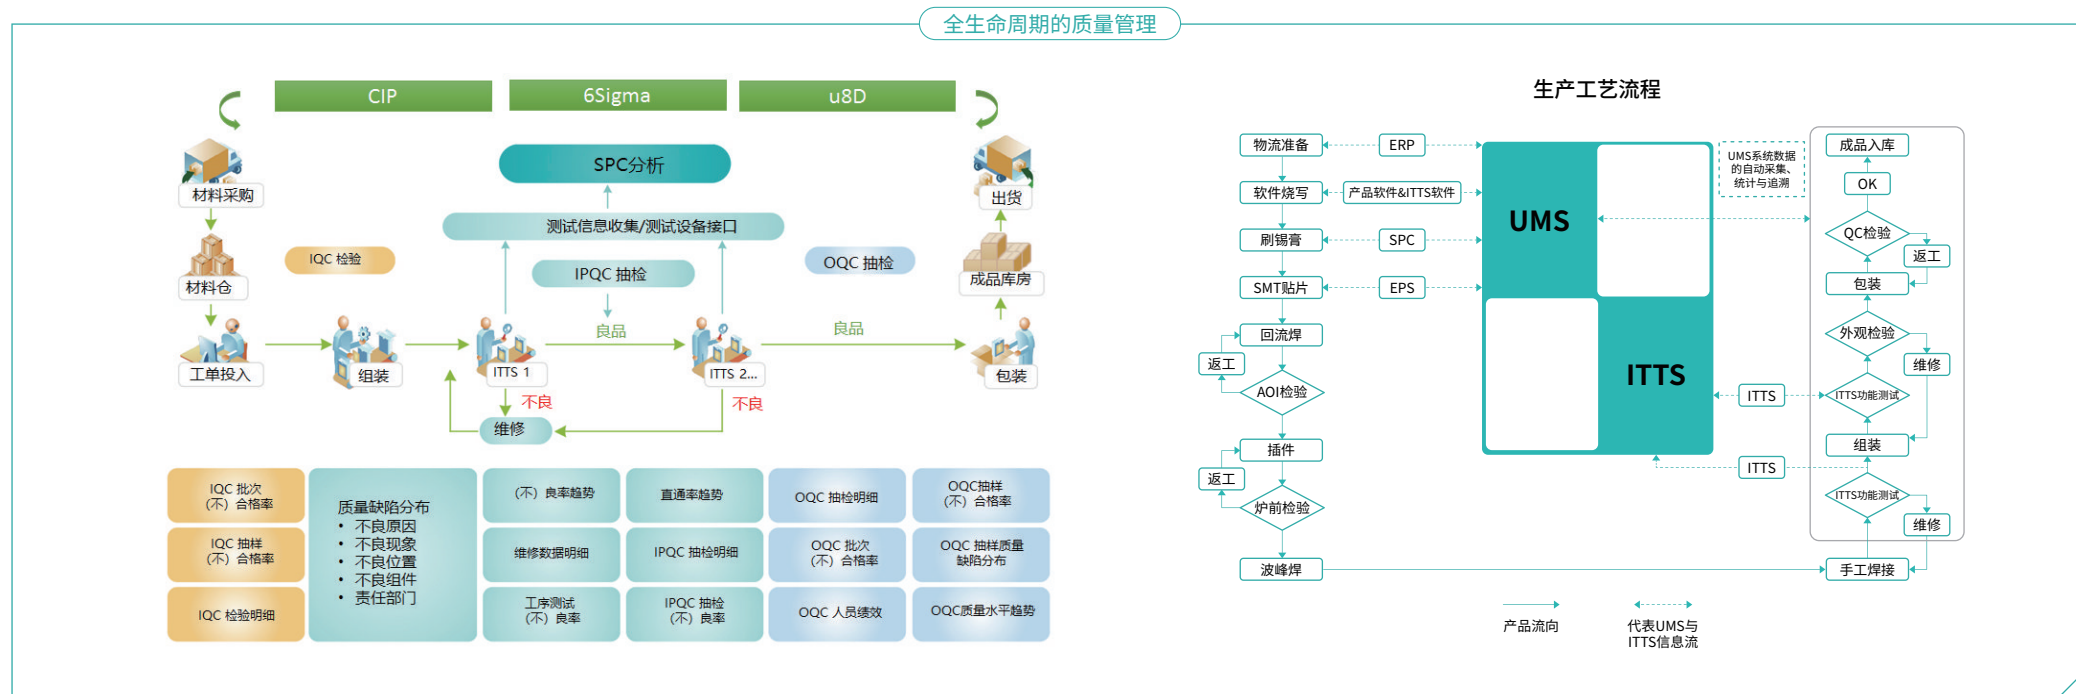 全生命周期的质量管理
CIP
6Sigma
u8D
SPC分析
测试信息收集/测试设备接口
材料采购
材料仓
工单投入
IQC 检验
IPQC 抽检
OQC 抽检
良品
良品
组装
ITTS 1
ITTS 2...
不良
不良
维修
出货
成品库房
包装
IQC 批次
（不）合格率
IQC 抽样
（不）合格率
IQC 检验明细
质量缺陷分布
• 不良原因
• 不良现象
• 不良位置
• 不良组件
• 责任部门
（不）良率趋势
维修数据明细
工序测试
（不）良率
直通率趋势
IPQC 抽检明细
IPQC 抽检
（不）良率
OQC 抽检明细
OQC 批次
（不）合格率
OQC 人员绩效
OQC抽样
（不）合格率
OQC 抽样质量
缺陷分布
OQC质量水平趋势
生产工艺流程
物流准备
ERP
软件烧写
产品软件&ITTS软件
刷锡膏
SPC
SMT贴片
EPS
回流焊
返工
AOI检验
插件
返工
炉前检验
波峰焊
UMS
ITTS
UMS系统数据
的自动采集、
统计与追溯
ITTS
ITTS
成品入库
OK
QC检验
返工
包装
外观检验
维修
ITTS功能测试
组装
ITTS功能测试
维修
手工焊接
产品流向
代表UMS与
ITTS信息流